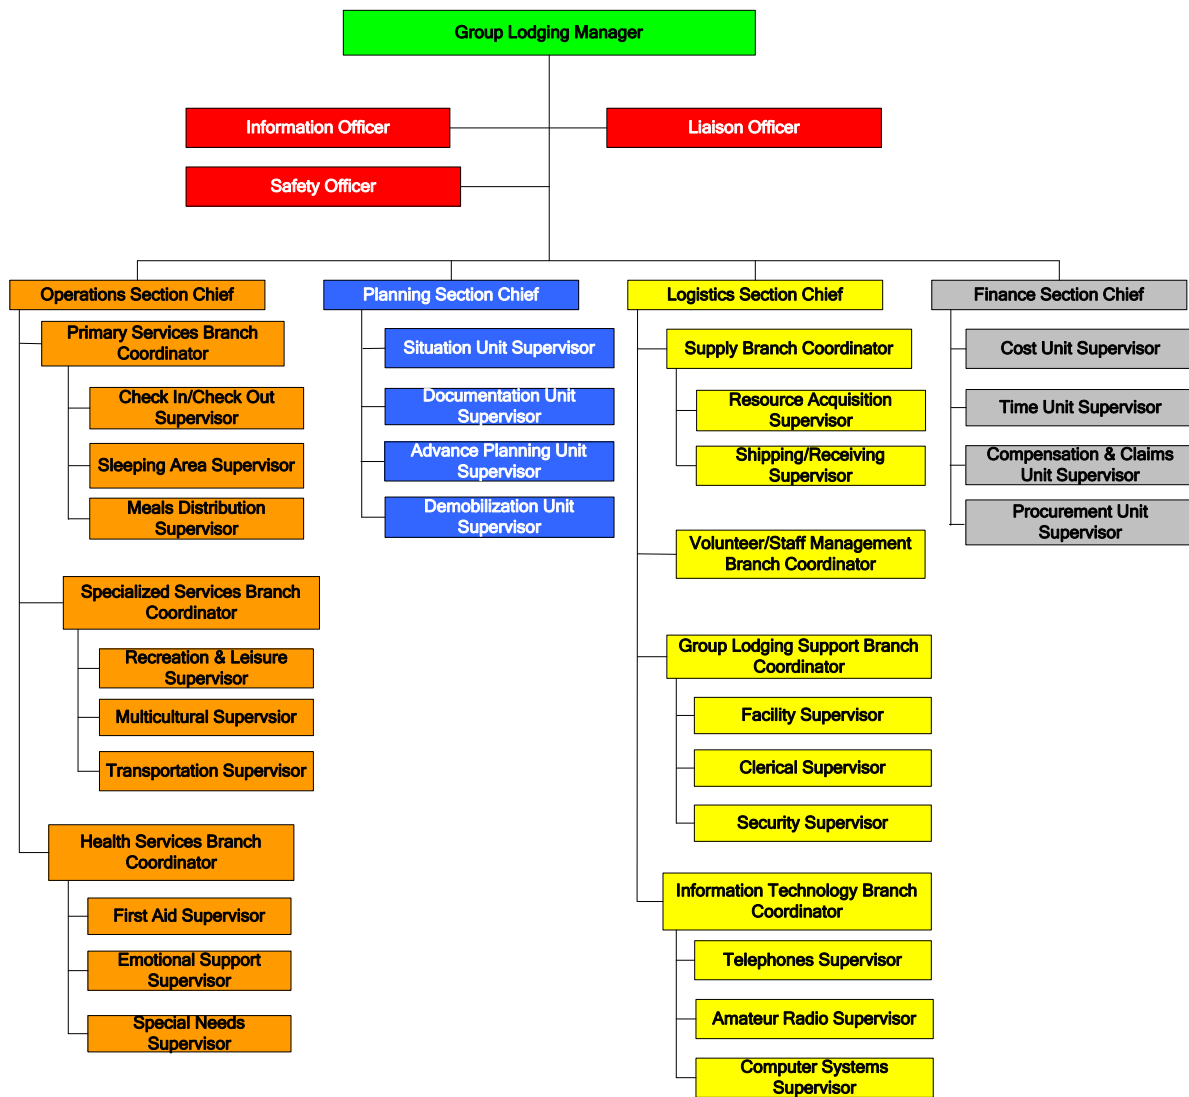 Group Lodging Manager
Information Officer
Liaison Officer
Safety Officer
Operations Section Chief
Primary Services Branch
Coordinator
Check In/Check Out
Supervisor
Sleeping Area Supervisor
Meals Distribution
Supervisor
Specialized Services Branch
Coordinator
Recreation & Leisure
Supervisor
Multicultural Supervsior
Transportation Supervisor
Health Services Branch
Coordinator
First Aid Supervisor
Emotional Support
Supervisor
Special Needs
Supervisor
Planning Section Chief
Situation Unit Supervisor
Documentation Unit
Supervisor
Advance Planning Unit
Supervisor
Demobilization Unit
Supervisor
Logistics Section Chief
Supply Branch Coordinator
Resource Acquisition
Supervisor
Shipping/Receiving
Supervisor
Volunteer/Staff Management
Branch Coordinator
Group Lodging Support Branch
Coordinator
Facility Supervisor
Clerical Supervisor
Security Supervisor
Information Technology Branch
Coordinator
Telephones Supervisor
Amateur Radio Supervisor
Computer Systems
Supervisor
Finance Section Chief
Cost Unit Supervisor
Time Unit Supervisor
Compensation & Claims
Unit Supervisor
Procurement Unit
Supervisor